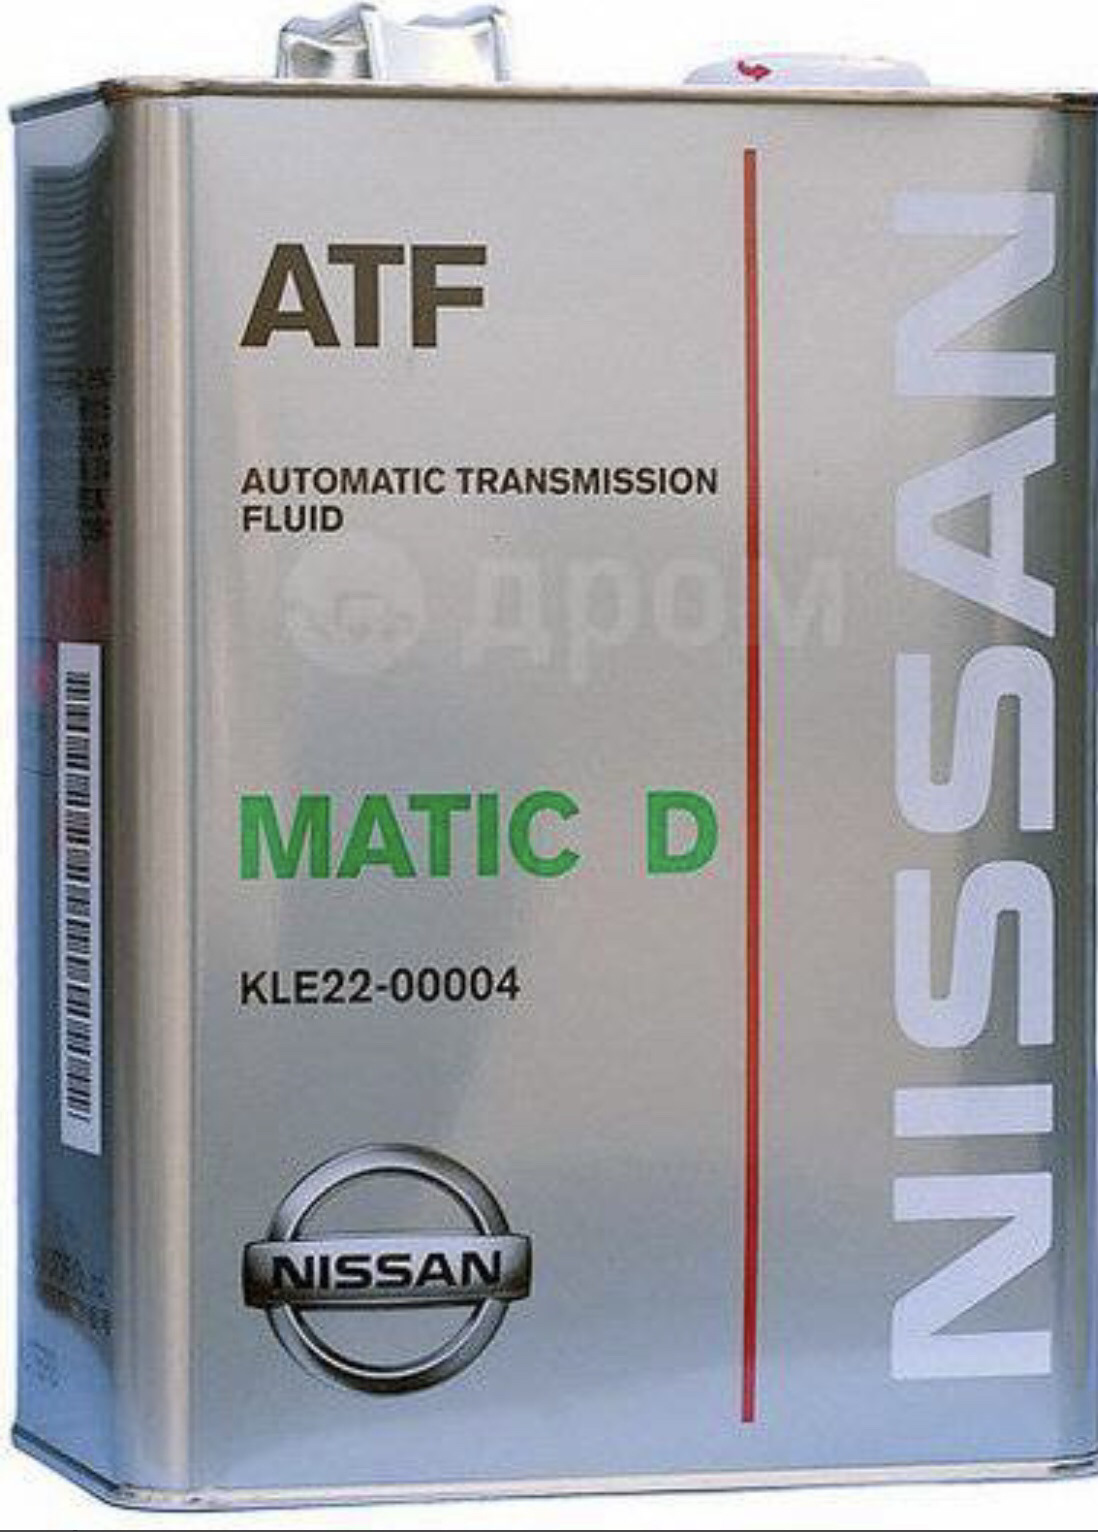 ATF
AUTOMATIC TRANSMISSION
FLUID
дром
MATIC D
KLE22-00004
NISSAN
NISSAN